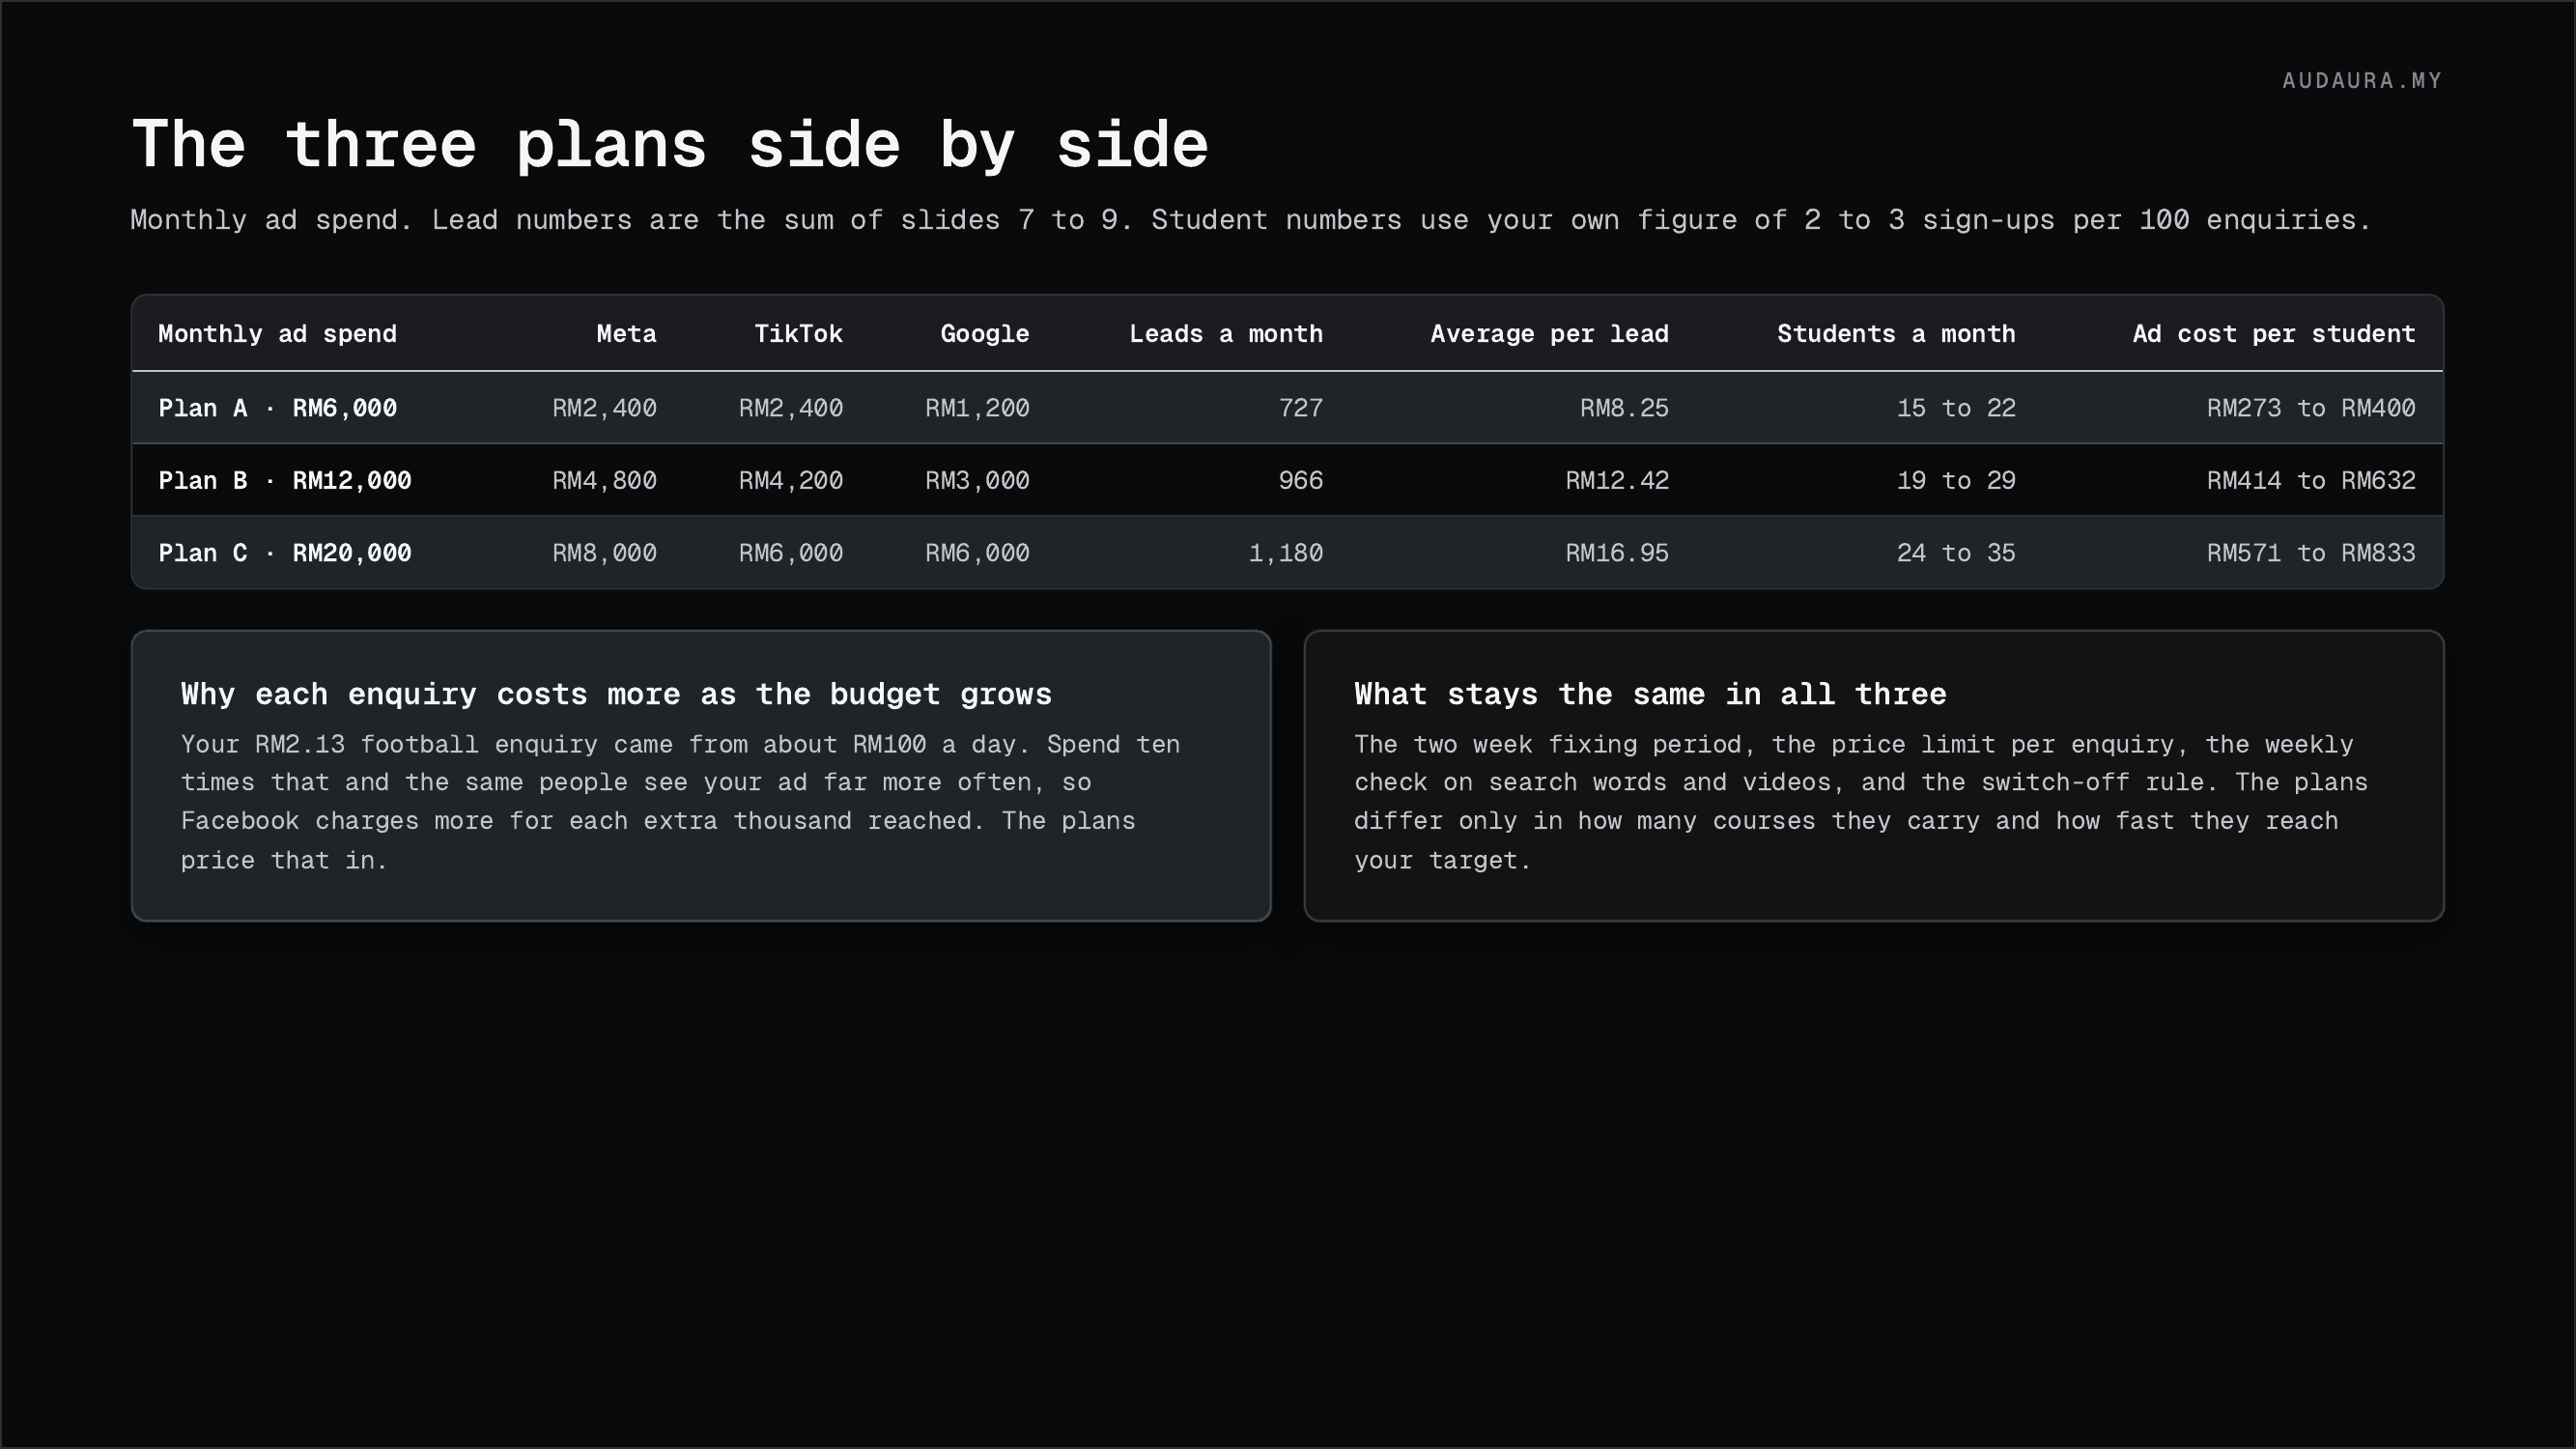 AUDAURA.MY
The three plans side by side
Monthly ad spend. Lead numbers are the sum of slides 7 to 9. Student numbers use your own figure of 2 to 3 sign-ups per 100 enquiries.
Monthly ad spend Meta TikTok Google Leads a month Average per lead Students a month Ad cost per student
Plan A · RM6,000 RM2,400 RM2,400 RM1,200 727 RM8.25 15 to 22 RM273 to RM400
Plan B · RM12,000 RM4,800 RM4,200 RM3,000 966 RM12.42 19 to 29 RM414 to RM632
Plan C · RM20,000 RM8,000 RM6,000 RM6,000 1,180 RM16.95 24 to 35 RM571 to RM833
Why each enquiry costs more as the budget grows
Your RM2.13 football enquiry came from about RM100 a day. Spend ten
times that and the same people see your ad far more often, so
Facebook charges more for each extra thousand reached. The plans
price that in.
What stays the same in all three
The two week fixing period, the price limit per enquiry, the weekly
check on search words and videos, and the switch-off rule. The plans
differ only in how many courses they carry and how fast they reach
your target.